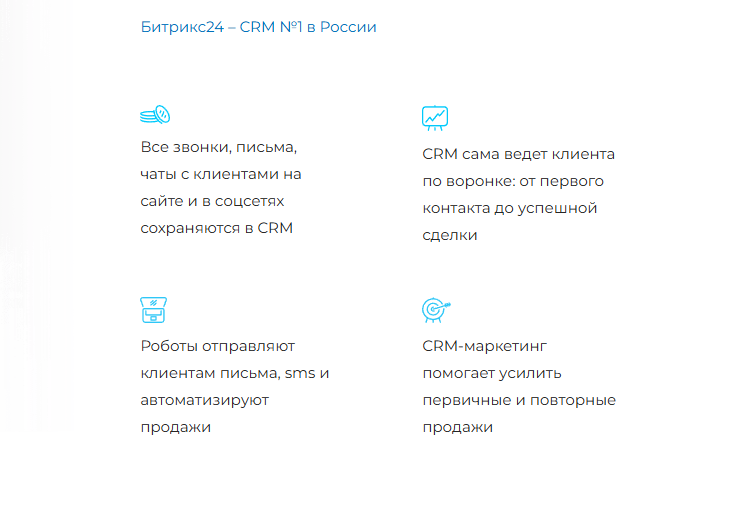 Битрикс24 – CRM №1 в России
Все звонки, письма,
чаты с клиентами на
сайте и в соцсетях
сохраняются в CRM
CRM сама ведет клиента
по воронке: от первого
контакта до успешной
сделки
Роботы отправляют
клиентам письма, sms и
автоматизируют
продажи
CRM-маркетинг
помогает усилить
первичные и повторные
продажи